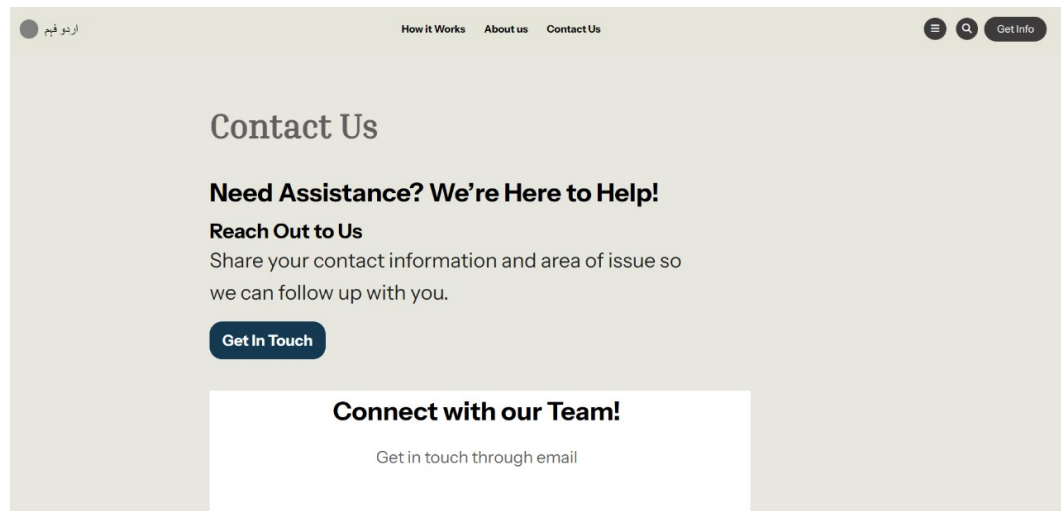 اردو فہم
How it Works
About us
Contact Us
Get Info
Contact Us
Need Assistance? We’re Here to Help!
Reach Out to Us
Share your contact information and area of issue so
we can follow up with you.
Get In Touch
Connect with our Team!
Get in touch through email